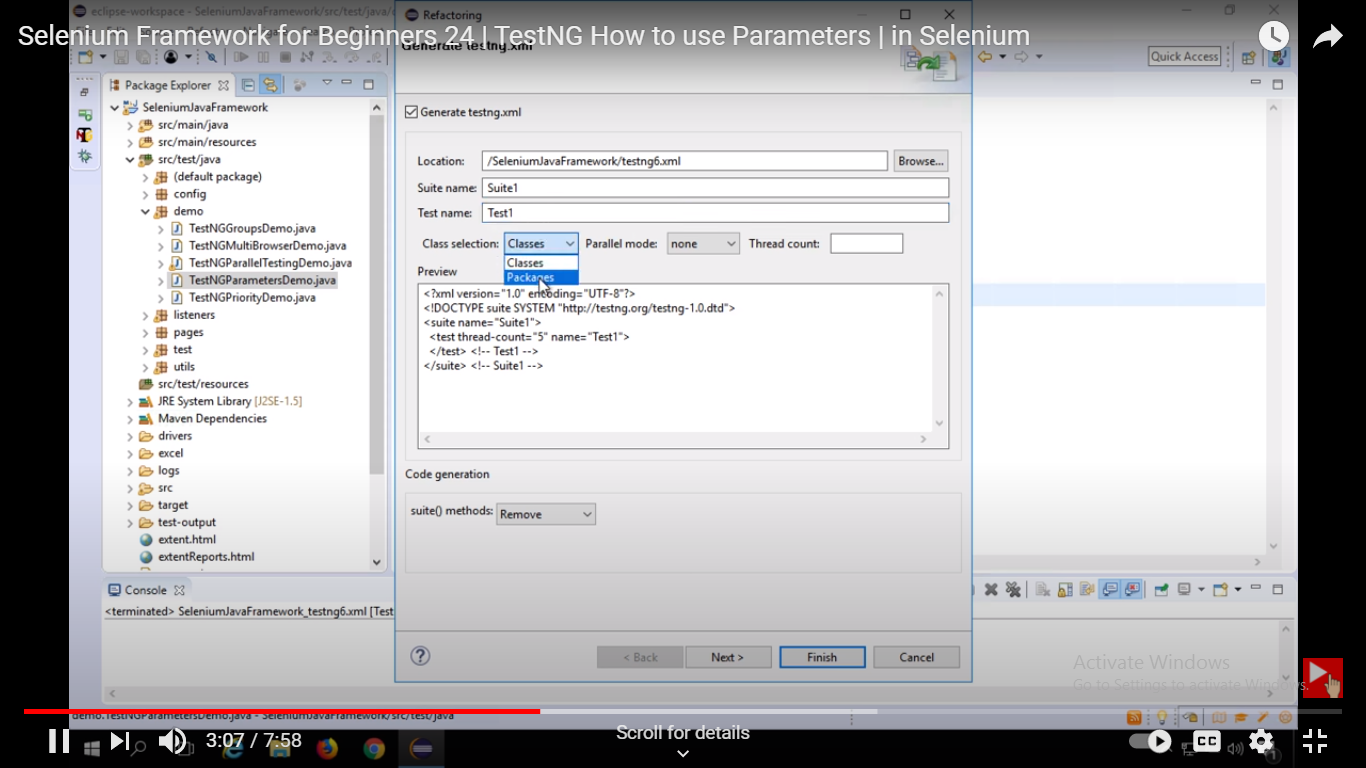 eclipse-workspace - SeleniumJavaFramework/src/test/java/
Refactoring
Selenium Framework for Beginners 24 | TestNG How to use Parameters | in Selenium
Generate testng.xml
Quick Access
Package Explorer
SeleniumJavaFramework
src/main/java
src/main/resources
src/test/java
(default package)
config
demo
TestNGGroupsDemo.java
TestNGMultiBrowserDemo.java
TestNGParallelTestingDemo.java
TestNGParametersDemo.java
TestNGPriorityDemo.java
listeners
pages
test
utils
src/test/resources
JRE System Library [J2SE-1.5]
Maven Dependencies
drivers
excel
logs
src
target
test-output
extent.html
extentReports.html
Generate testng.xml
Location: /SeleniumJavaFramework/testng6.xml Browse...
Suite name: Suite1
Test name: Test1
Class selection: Classes Parallel mode: none Thread count:
Classes
Packages
Preview
<?xml version="1.0" encoding="UTF-8"?>
<!DOCTYPE suite SYSTEM "http://testng.org/testng-1.0.dtd">
<suite name="Suite1">
<test thread-count="5" name="Test1">
</test> <!-- Test1 -->
</suite> <!-- Suite1 -->
Code generation
suite() methods: Remove
< Back Next > Finish Cancel
Console
<terminated> SeleniumJavaFramework_testng6.xml [Test
Activate Windows
Go to Settings to activate Windows.
demo.TestNGParametersDemo.java - SeleniumJavaFramework/src/test/java
3:07 / 7:58
Scroll for details
CC
1